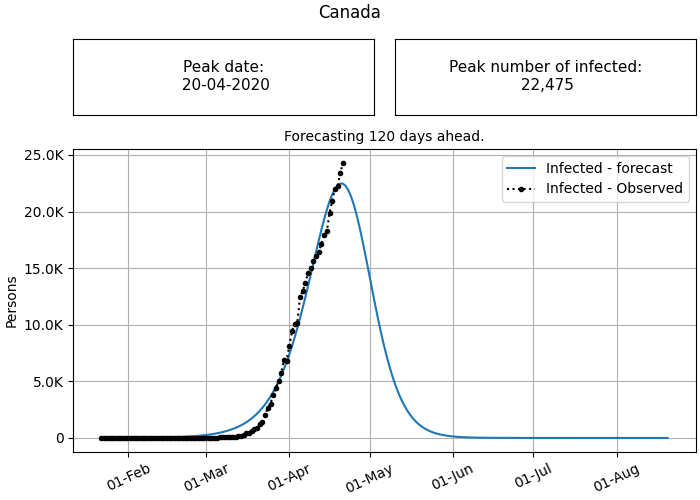 Canada
Peak date:
20-04-2020
Peak number of infected:
22,475
Forecasting 120 days ahead.
25.0K
20.0K
15.0K
10.0K
5.0K
0
Persons
Infected - forecast
Infected - Observed
01-Feb
01-Mar
01-Apr
01-May
01-Jun
01-Jul
01-Aug